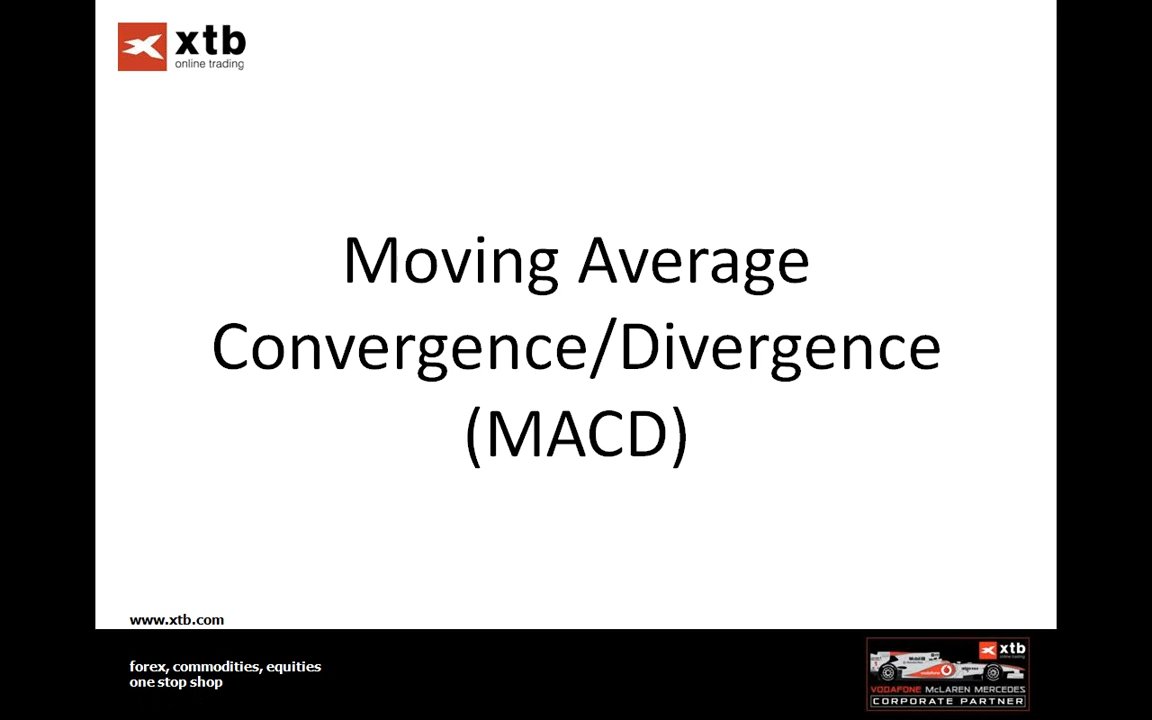 xtb
online trading
Moving Average
Convergence/Divergence
(MACD)
www.xtb.com
forex, commodities, equities
one stop shop
xtb
online trading
vodafone
VODAFONE McLAREN MERCEDES
CORPORATE PARTNER